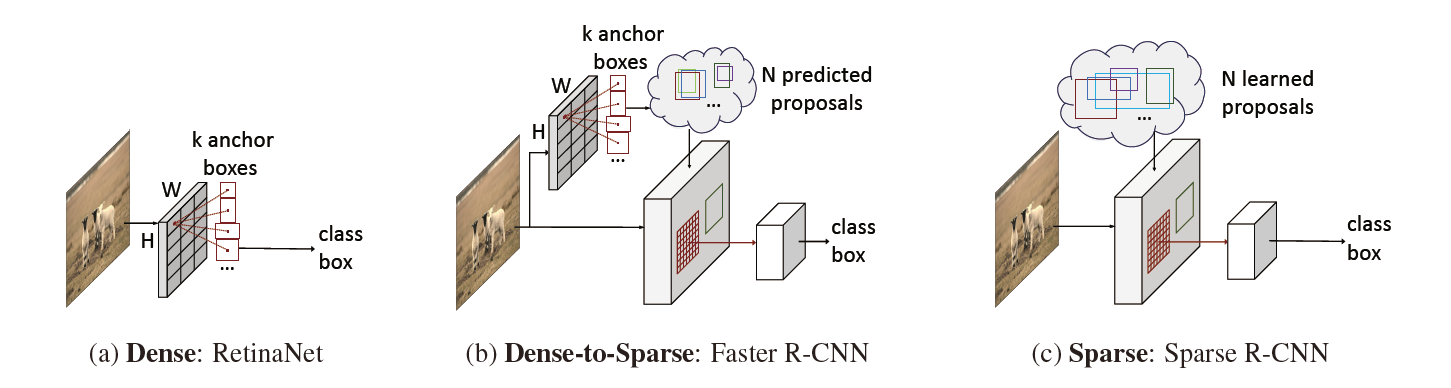 k anchor
boxes
W
H
...
class
box
(a) Dense: RetinaNet
k anchor
boxes
W
H
...
...
N predicted
proposals
class
box
(b) Dense-to-Sparse: Faster R-CNN
...
N learned
proposals
class
box
(c) Sparse: Sparse R-CNN